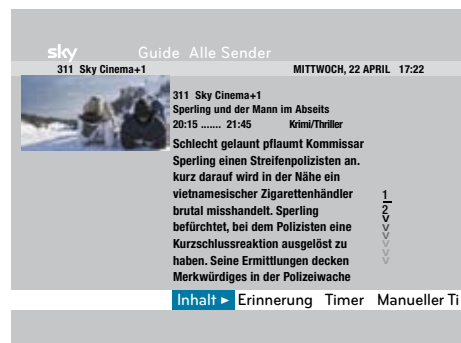 sky Guide Alle Sender
311 Sky Cinema+1 MITTWOCH, 22 APRIL 17:22
311 Sky Cinema+1
Sperling und der Mann im Abseits
20:15 ....... 21:45 Krimi/Thriller
Schlecht gelaunt pflaumt Kommissar
Sperling einen Streifenpolizisten an.
kurz darauf wird in der Nähe ein
vietnamesischer Zigarettenhändler
brutal misshandelt. Sperling
befürchtet, bei dem Polizisten eine
Kurzschlussreaktion ausgelöst zu
haben. Seine Ermittlungen decken
Merkwürdiges in der Polizeiwache
1
2
Inhalt ► Erinnerung Timer Manueller Ti